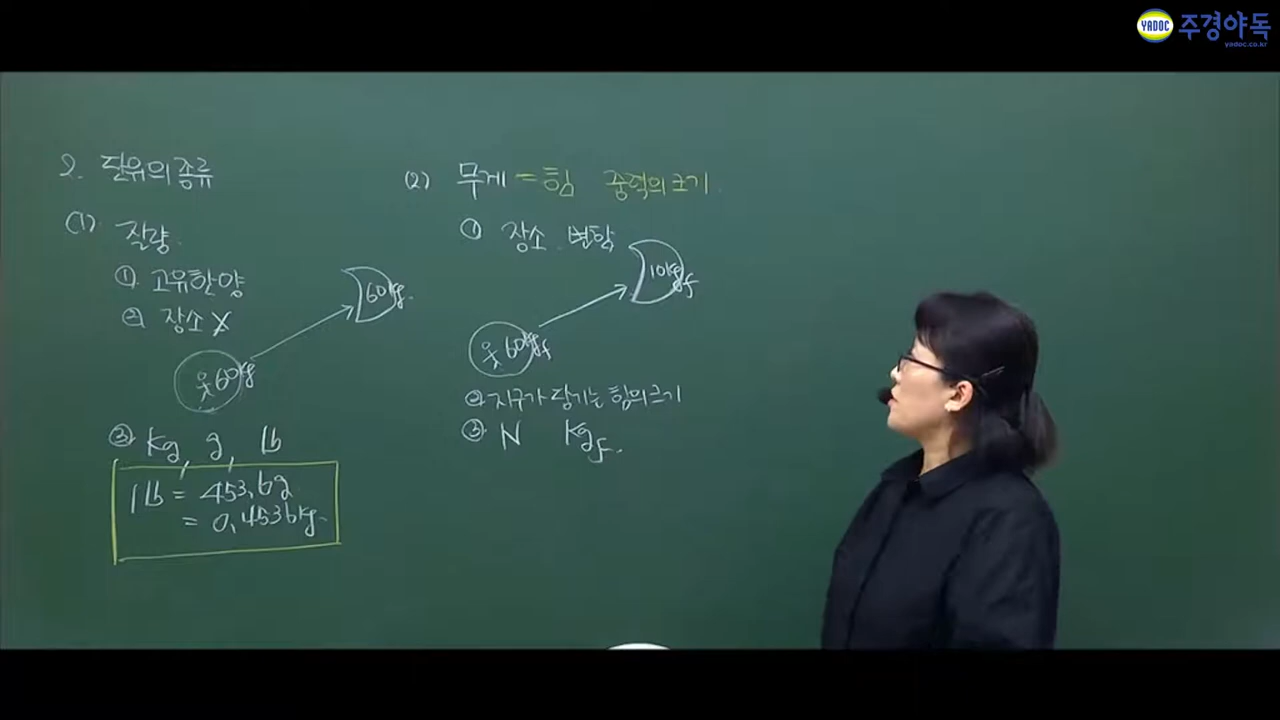 YADOC 주경야독
yadoc.co.kr
2. 단위의 종류
(1) 질량.
① 고유한 양
② 장소 X
웃 60kg
60kg.
③ kg, g, lb
1lb = 453.6g
= 0.4536kg.
(2) 무게 = 힘 중력의 크기.
① 장소 변화
10kgf
웃 60kgf
② 지구가 당기는 힘의 크기
③ N kgf.